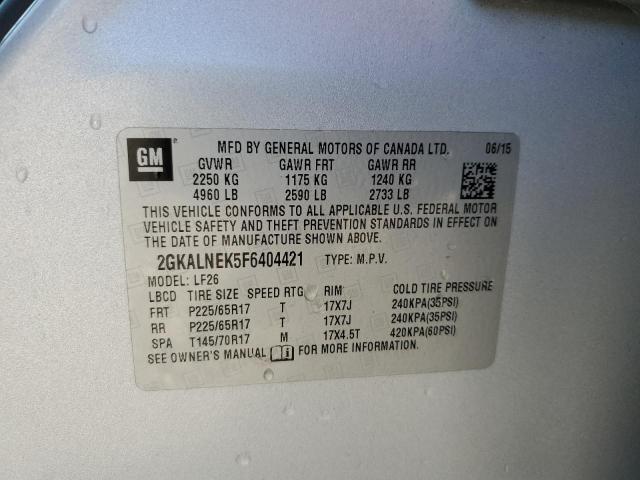 GM
MFD BY GENERAL MOTORS OF CANADA LTD. 06/15
GVWR GAWR FRT GAWR RR
2250 KG 1175 KG 1240 KG
4960 LB 2590 LB 2733 LB
THIS VEHICLE CONFORMS TO ALL APPLICABLE U.S. FEDERAL MOTOR
VEHICLE SAFETY AND THEFT PREVENTION STANDARDS IN EFFECT ON
THE DATE OF MANUFACTURE SHOWN ABOVE.
2GKALNEK5F6404421 TYPE: M.P.V.
MODEL: LF26
LBCD TIRE SIZE SPEED RTG RIM COLD TIRE PRESSURE
FRT P225/65R17 T 17X7J 240KPA(35PSI)
RR P225/65R17 T 17X7J 240KPA(35PSI)
SPA T145/70R17 M 17X4.5T 420KPA(60PSI)
SEE OWNER'S MANUAL FOR MORE INFORMATION.